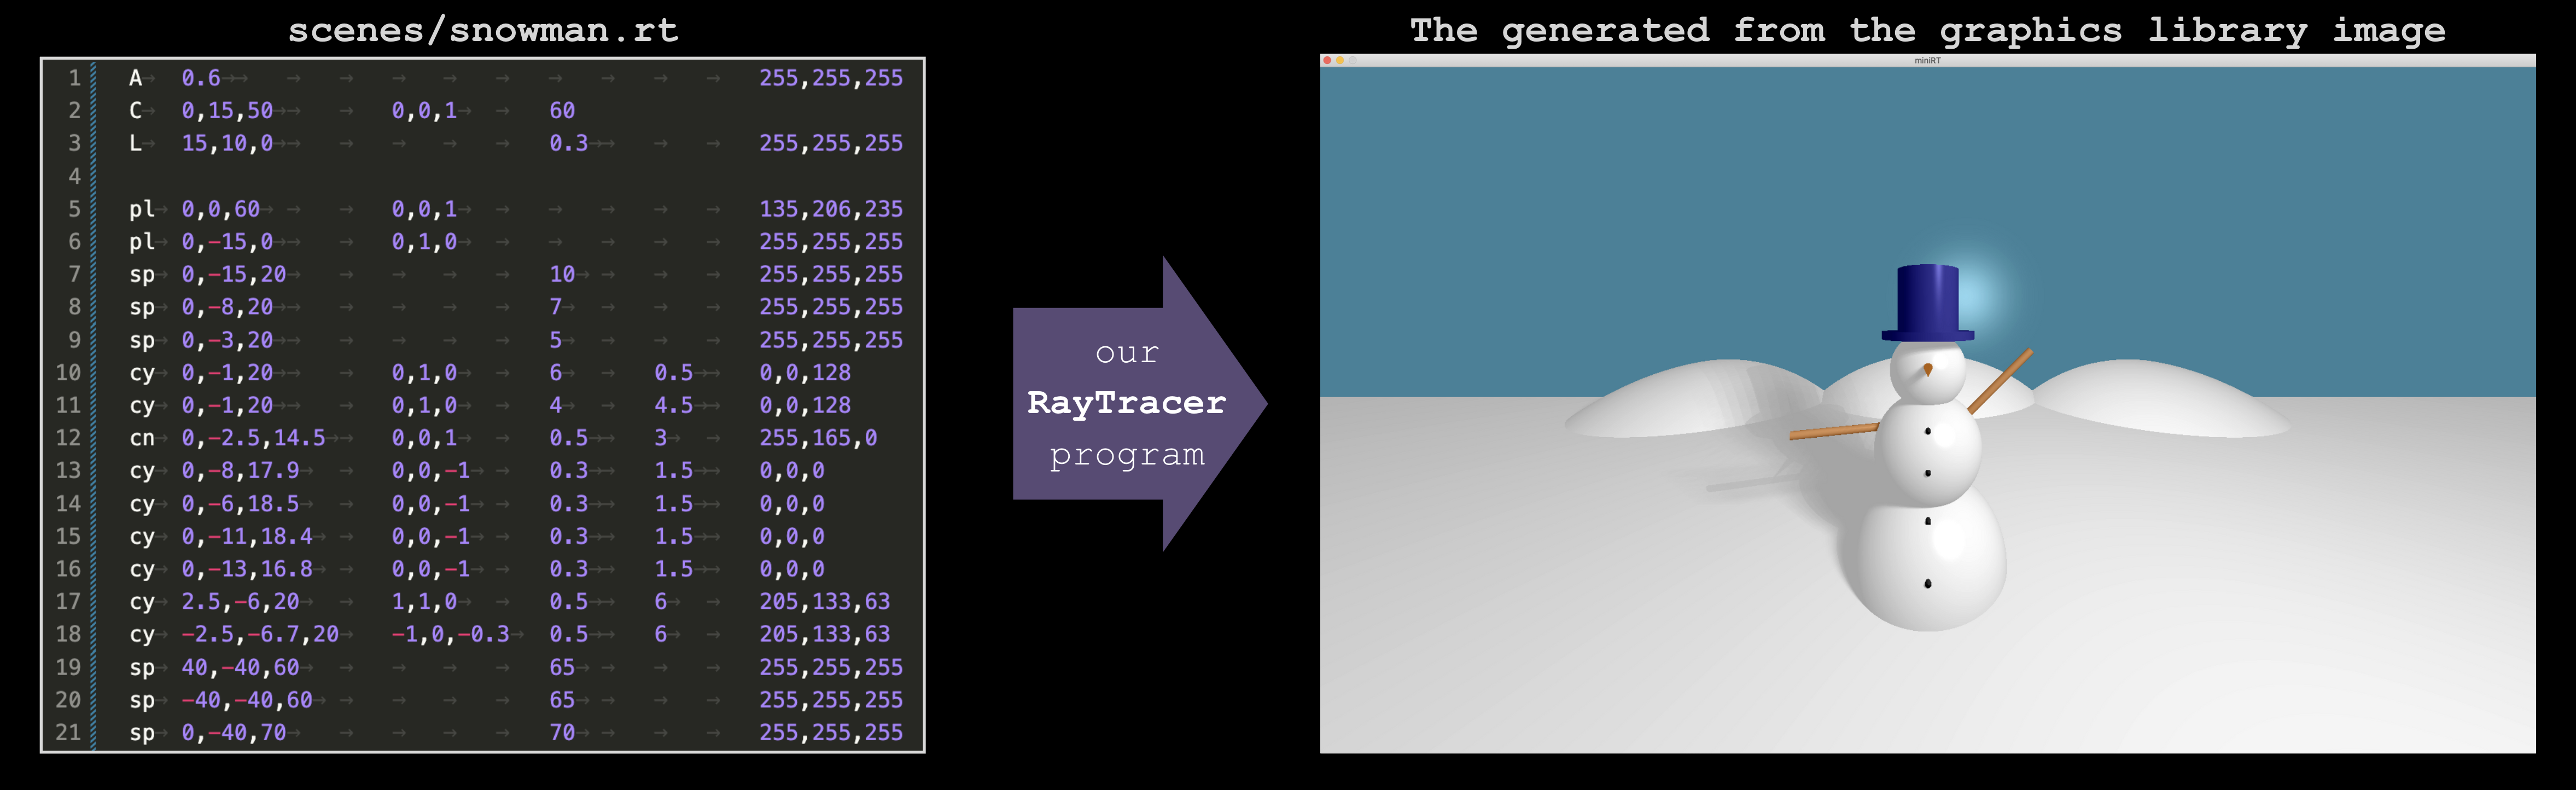 scenes/snowman.rt
1 A 0.6 255,255,255
2 C 0,15,50 0,0,1 60
3 L 15,10,0 0.3 255,255,255
4
5 pl 0,0,60 0,0,1 135,206,235
6 pl 0,-15,0 0,1,0 255,255,255
7 sp 0,-15,20 10 255,255,255
8 sp 0,-8,20 7 255,255,255
9 sp 0,-3,20 5 255,255,255
10 cy 0,-1,20 0,1,0 6 0.5 0,0,128
11 cy 0,-1,20 0,1,0 4 4.5 0,0,128
12 cn 0,-2.5,14.5 0,0,1 0.5 3 255,165,0
13 cy 0,-8,17.9 0,0,-1 0.3 1.5 0,0,0
14 cy 0,-6,18.5 0,0,-1 0.3 1.5 0,0,0
15 cy 0,-11,18.4 0,0,-1 0.3 1.5 0,0,0
16 cy 0,-13,16.8 0,0,-1 0.3 1.5 0,0,0
17 cy 2.5,-6,20 1,1,0 0.5 6 205,133,63
18 cy -2.5,-6.7,20 -1,0,-0.3 0.5 6 205,133,63
19 sp 40,-40,60 65 255,255,255
20 sp -40,-40,60 65 255,255,255
21 sp 0,-40,70 70 255,255,255
our
RayTracer
program
The generated from the graphics library image
miniRT